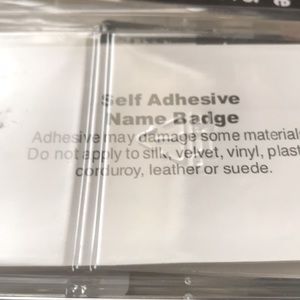 Self Adhesive
Name Badge
Adhesive may damage some material
Do not apply to silk, velvet, vinyl, plast
corduroy, leather or suede.